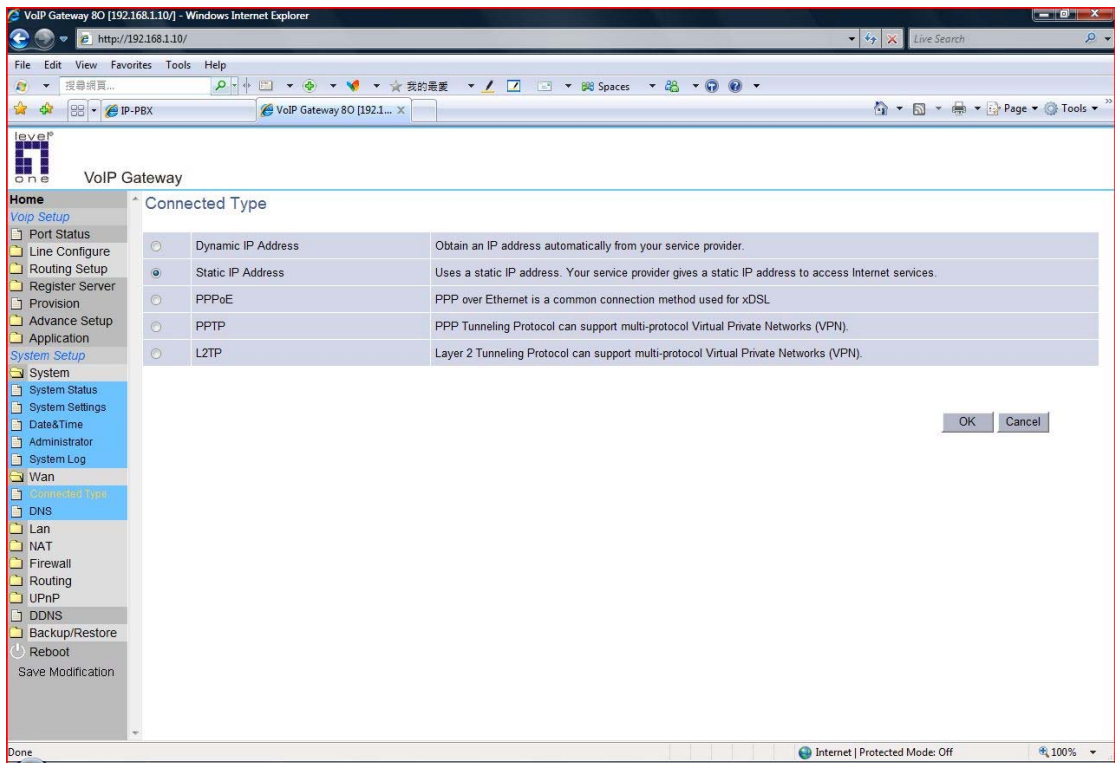 VoIP Gateway 8O [192.168.1.10/] - Windows Internet Explorer
http://192.168.1.10/
Live Search
File Edit View Favorites Tools Help
搜尋網頁... 我的最愛 Spaces
IP-PBX VoIP Gateway 8O [192.1... Page Tools
level
one
VoIP Gateway
Home
Voip Setup
Port Status
Line Configure
Routing Setup
Register Server
Provision
Advance Setup
Application
System Setup
System
System Status
System Settings
Date&Time
Administrator
System Log
Wan
Connected Type
DNS
Lan
NAT
Firewall
Routing
UPnP
DDNS
Backup/Restore
Reboot
Save Modification
Connected Type
Dynamic IP Address Obtain an IP address automatically from your service provider.
Static IP Address Uses a static IP address. Your service provider gives a static IP address to access Internet services.
PPPoE PPP over Ethernet is a common connection method used for xDSL
PPTP PPP Tunneling Protocol can support multi-protocol Virtual Private Networks (VPN).
L2TP Layer 2 Tunneling Protocol can support multi-protocol Virtual Private Networks (VPN).
OK Cancel
Done Internet | Protected Mode: Off 100%